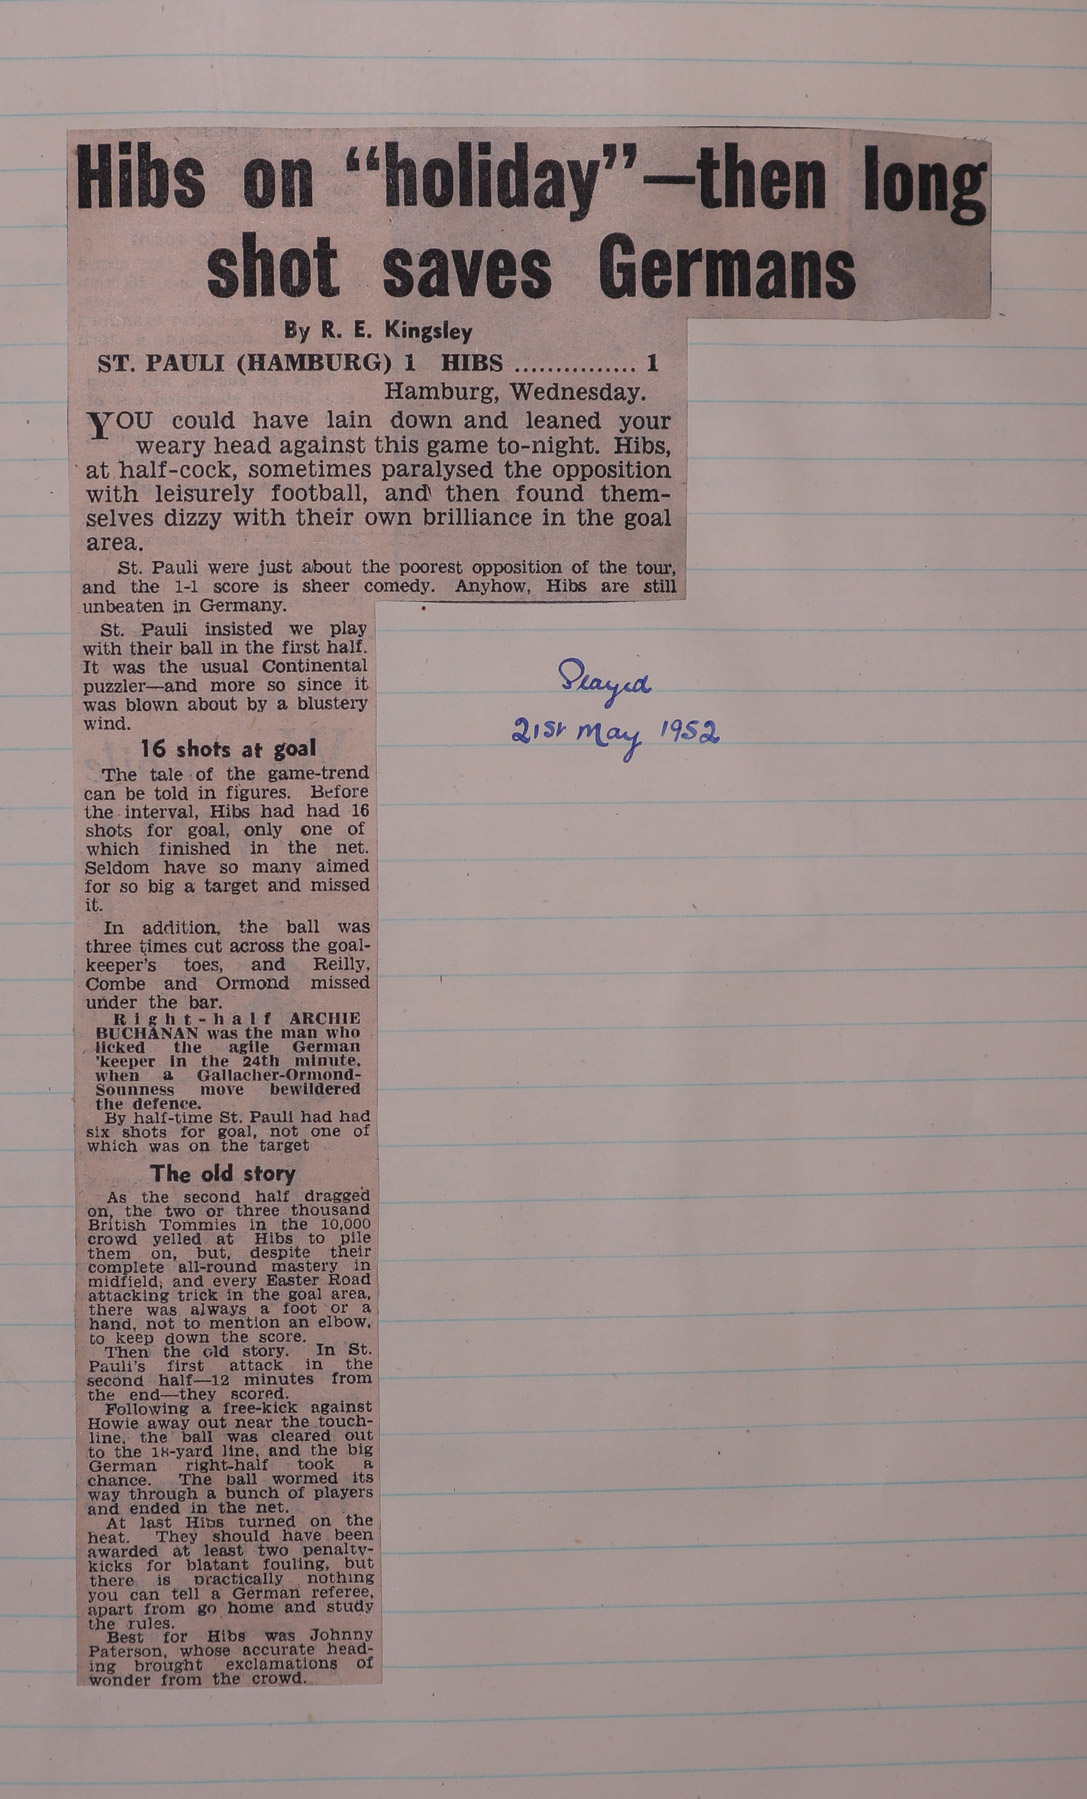 Hibs on “holiday”—then long
shot saves Germans
By R. E. Kingsley
ST. PAULI (HAMBURG) 1 HIBS ............... 1
Hamburg, Wednesday.
YOU could have lain down and leaned your
weary head against this game to-night. Hibs,
at half-cock, sometimes paralysed the opposition
with leisurely football, and then found them-
selves dizzy with their own brilliance in the goal
area.
St. Pauli were just about the poorest opposition of the tour,
and the 1-1 score is sheer comedy. Anyhow, Hibs are still
unbeaten in Germany.
St. Pauli insisted we play
with their ball in the first half.
It was the usual Continental
puzzler—and more so since it
was blown about by a blustery
wind.
16 shots at goal
The tale of the game-trend
can be told in figures. Before
the interval, Hibs had had 16
shots for goal, only one of
which finished in the net.
Seldom have so many aimed
for so big a target and missed
it.
In addition, the ball was
three times cut across the goal-
keeper's toes, and Reilly,
Combe and Ormond missed
under the bar.
Right-half ARCHIE
BUCHANAN was the man who
licked the agile German
'keeper in the 24th minute,
when a Gallacher-Ormond-
Sounness move bewildered
the defence.
By half-time St. Pauli had had
six shots for goal, not one of
which was on the target
The old story
As the second half dragged
on, the two or three thousand
British Tommies in the 10,000
crowd yelled at Hibs to pile
them on, but, despite their
complete all-round mastery in
midfield, and every Easter Road
attacking trick in the goal area,
there was always a foot or a
hand, not to mention an elbow,
to keep down the score.
Then the old story. In St.
Pauli's first attack in the
second half—12 minutes from
the end—they scored.
Following a free-kick against
Howie away out near the touch-
line, the ball was cleared out
to the 18-yard line, and the big
German right-half took a
chance. The ball wormed its
way through a bunch of players
and ended in the net.
At last Hibs turned on the
heat. They should have been
awarded at least two penalty-
kicks for blatant fouling, but
there is practically nothing
you can tell a German referee,
apart from go home and study
the rules.
Best for Hibs was Johnny
Paterson, whose accurate head-
ing brought exclamations of
wonder from the crowd.
Played
21st May 1952